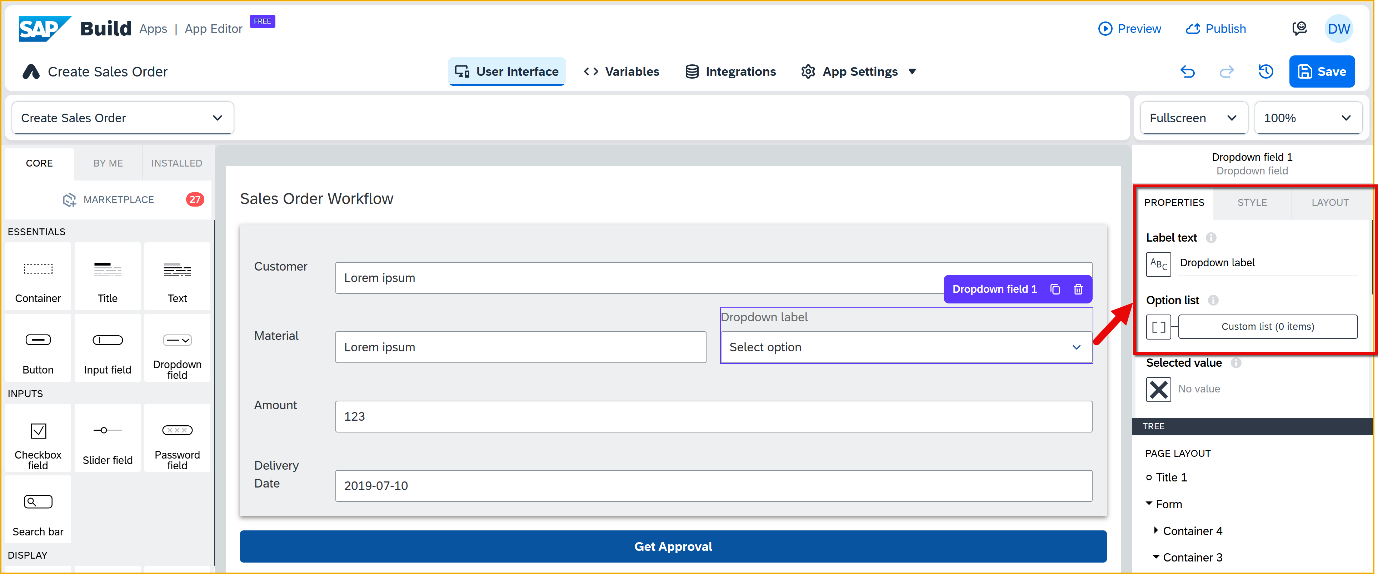 SAP Build Apps | App Editor FREE
Preview Publish DW
Create Sales Order
User Interface Variables Integrations App Settings
Save
Create Sales Order
Fullscreen 100%
CORE BY ME INSTALLED
MARKETPLACE 27
ESSENTIALS
Container Title Text
Button Input field Dropdown
field
INPUTS
Checkbox
field Slider field Password
field
Search bar
DISPLAY
Sales Order Workflow
Customer
Lorem ipsum
Dropdown field 1
Dropdown label
Material
Lorem ipsum
Select option
Amount
123
Delivery
Date
2019-07-10
Get Approval
Dropdown field 1
Dropdown field
PROPERTIES STYLE LAYOUT
Label text
ABC Dropdown label
Option list
[ ] Custom list (0 items)
Selected value
No value
TREE
PAGE LAYOUT
Title 1
Form
Container 4
Container 3